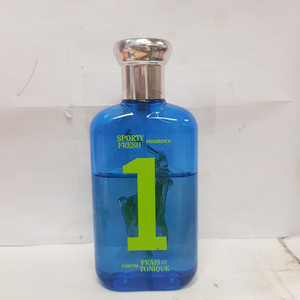 SPORTY FRAGRANCE
FRESH
1
PARFUM FRAIS ET
TONIQUE